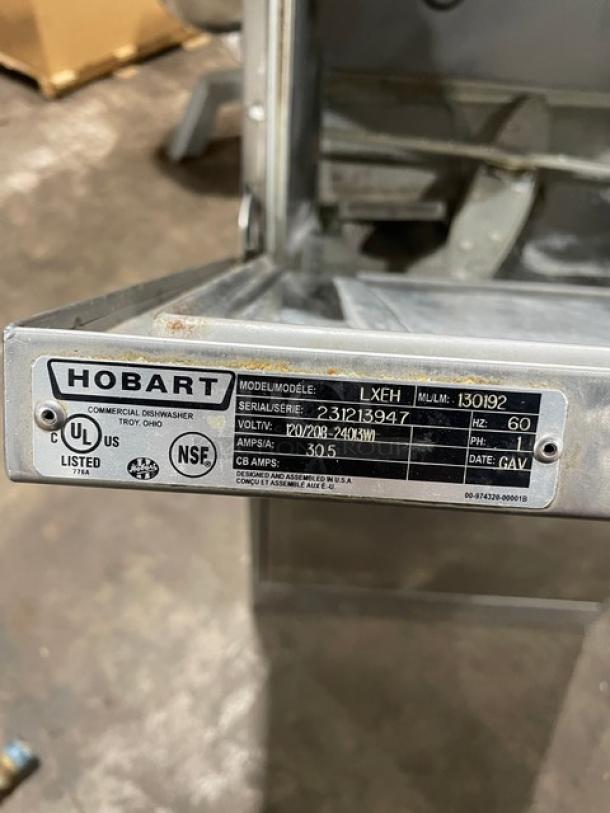 HOBART
COMMERCIAL DISHWASHER
TROY, OHIO
C UL US
LISTED
778A
NSF
MODEL/MODÈLE: LXEH ML/LM: 130192
SERIAL/SÉRIE: 231213947 HZ: 60
VOLT/V: 120/208-240(3W) PH: 1
AMPS/A: 30.5 DATE: GAV
CB AMPS:
DESIGNED AND ASSEMBLED IN U.S.A.
CONÇU ET ASSEMBLÉ AUX É.-U.
00-974320-00001B